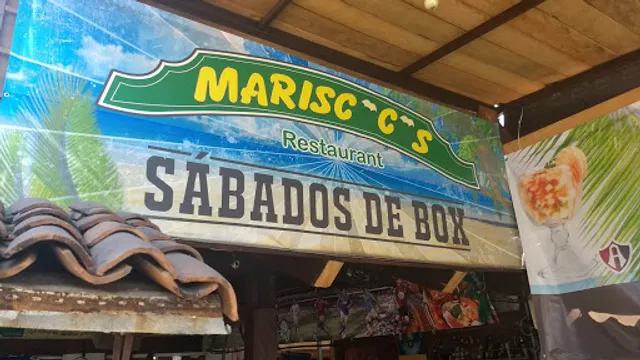 MARISC C S
Restaurant
SÁBADOS DE BOX
A